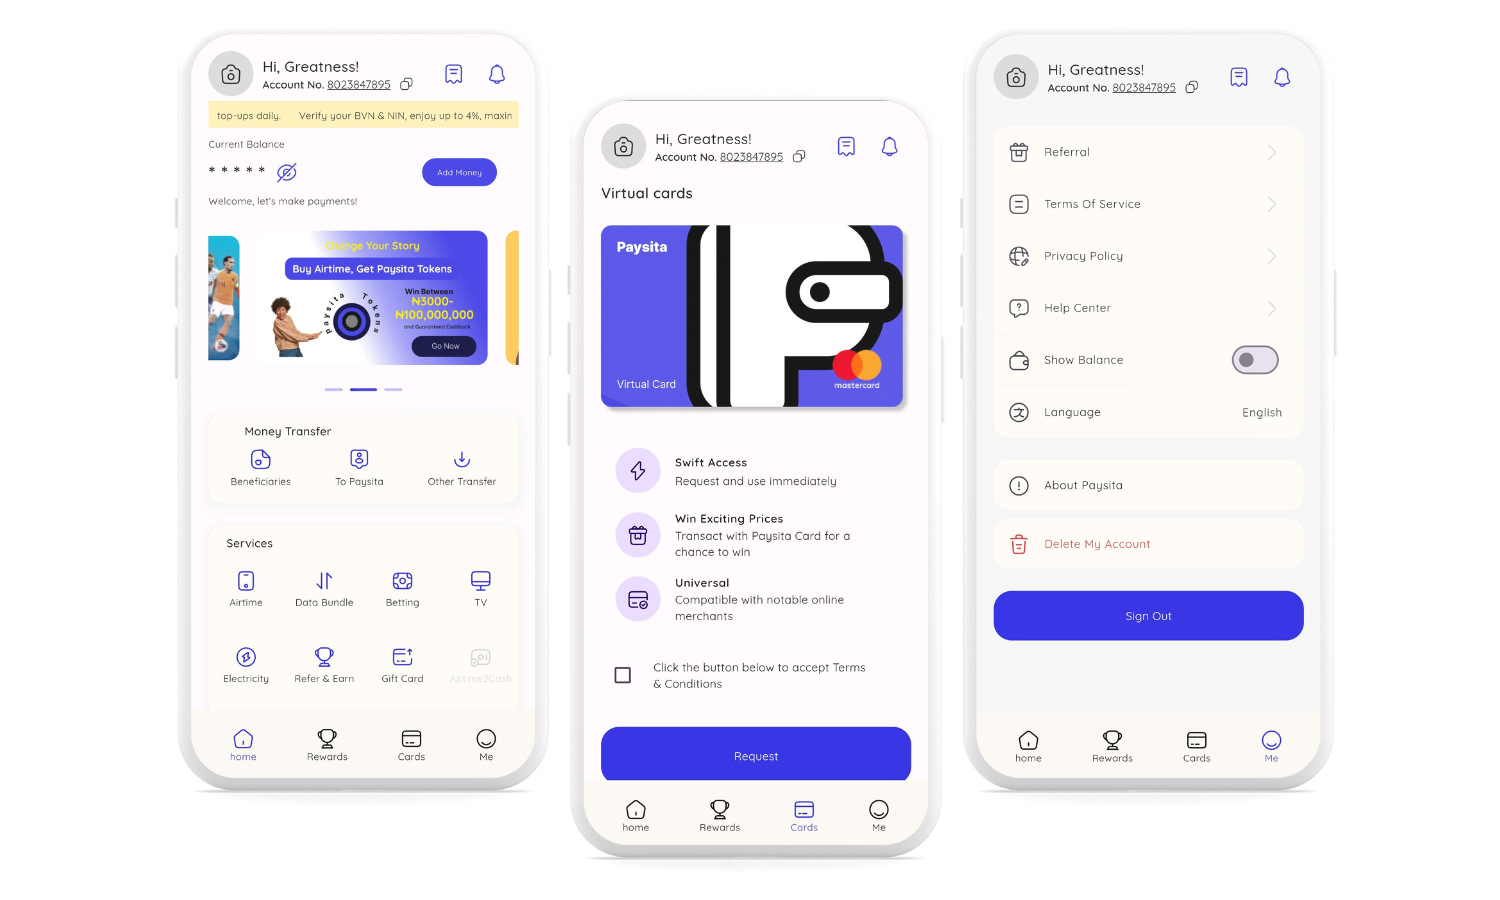 Hi, Greatness!
Account No. 8023847895
top-ups daily. Verify your BVN & NIN, enjoy up to 4%, maxin
Current Balance
* * * * *
Add Money
Welcome, let's make payments!
Change Your Story
Buy Airtime, Get Paysita Tokens
Paysita Tokens
Win Between
₦3000-
₦100,000,000
and Guaranteed Cashback
Go Now
Money Transfer
Beneficiaries To Paysita Other Transfer
Services
Airtime Data Bundle Betting TV
Electricity Refer & Earn Gift Card Airtime2Cash
home Rewards Cards Me
Hi, Greatness!
Account No. 8023847895
Virtual cards
Paysita
Virtual Card
mastercard
Swift Access
Request and use immediately
Win Exciting Prices
Transact with Paysita Card for a
chance to win
Universal
Compatible with notable online
merchants
Click the button below to accept Terms
& Conditions
Request
home Rewards Cards Me
Hi, Greatness!
Account No. 8023847895
Referral
Terms Of Service
Privacy Policy
Help Center
Show Balance
Language English
About Paysita
Delete My Account
Sign Out
home Rewards Cards Me